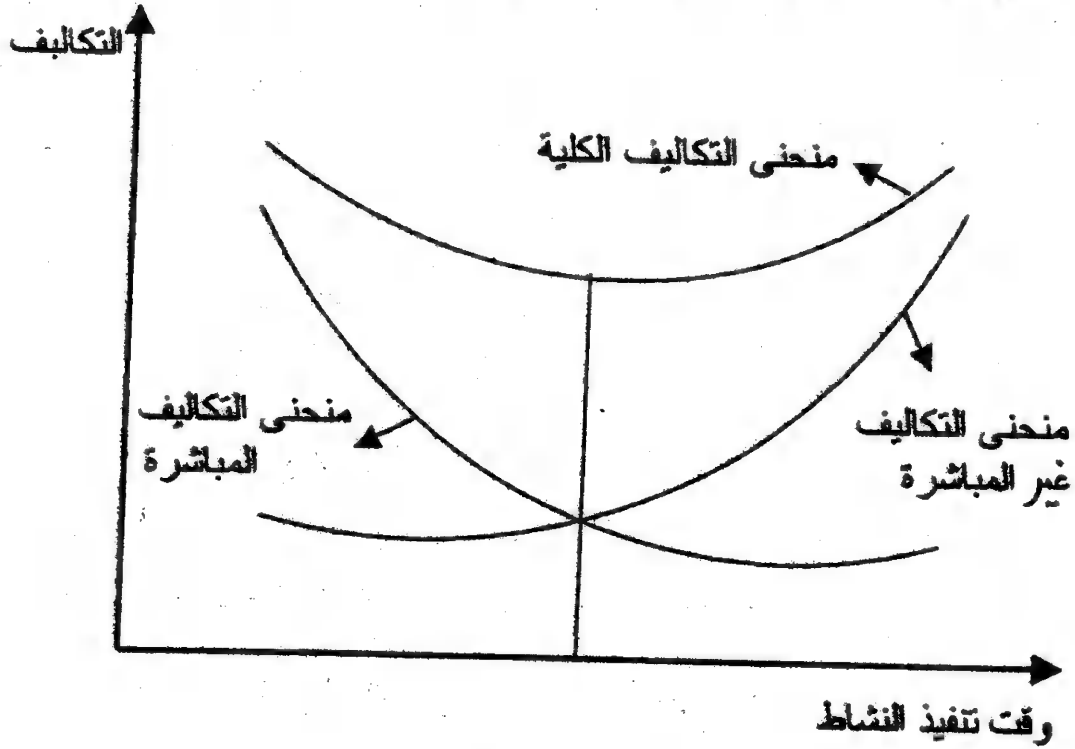 التكاليف
منحنى التكاليف الكلية
منحنى التكاليف
المباشرة
منحنى التكاليف
غير المباشرة
وقت تنفيذ النشاط